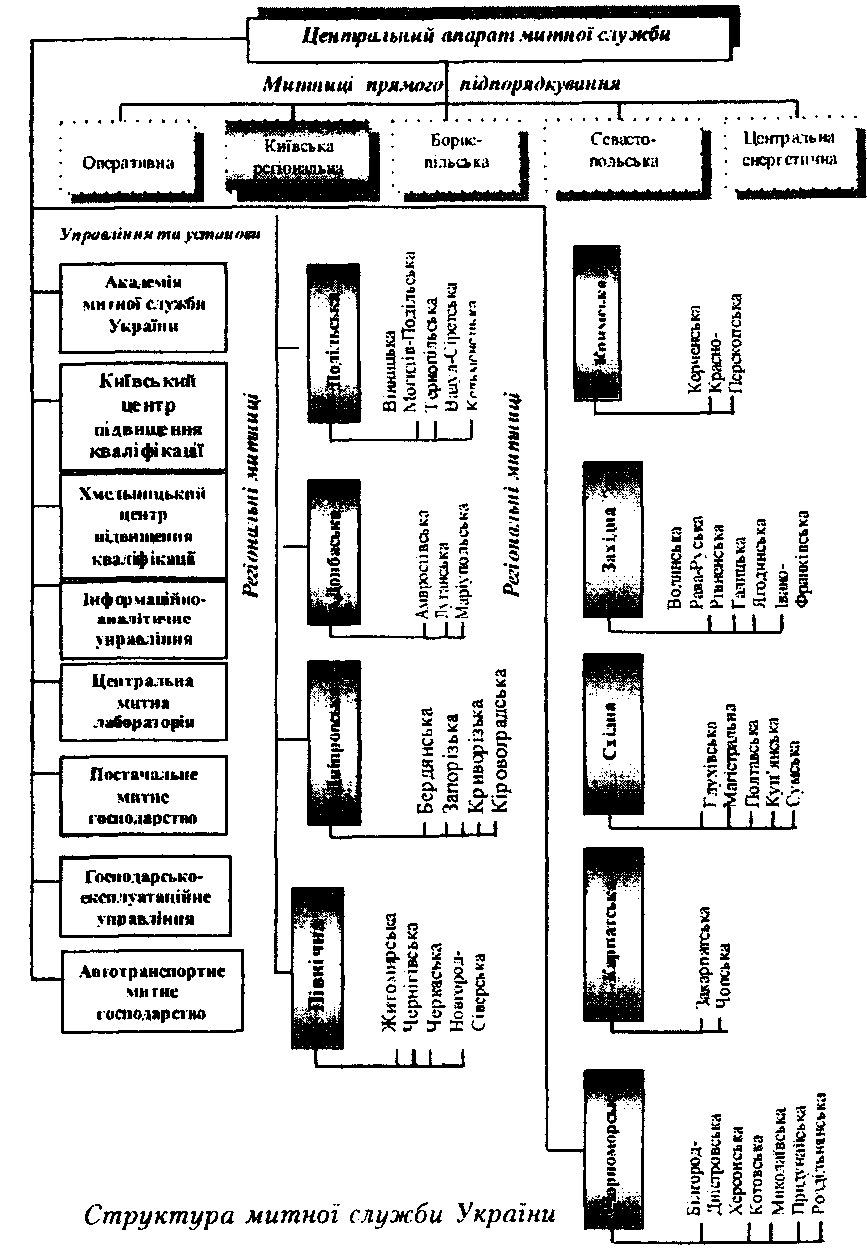 Центральний апарат митної служби
Митниці прямого підпорядкування
Оперативна
Київська
регіональна
Борис-
пільська
Севасто-
польська
Центральна
енергетична
Управління та установи
Академія
митної служби
України
Київський
центр
підвищення
кваліфікації
Хмельницький
центр
підвищення
кваліфікації
Інформаційно-
аналітичне
управління
Центральна
митна
лабораторія
Постачальне
митне
господарство
Господарсько-
експлуатаційне
управління
Автотранспортне
митне
господарство
Регіональні митниці
Подільська
Вінницька
Могилів-Подільська
Тернопільська
Вадул-Сіретська
Кельменецька
Донбаська
Амвросіївська
Луганська
Маріупольська
Дніпровська
Бердянська
Запорізька
Криворізька
Кіровоградська
Північна
Житомирська
Чернігівська
Черкаська
Новгород-
Сіверська
Регіональні митниці
Кримська
Керченська
Красно-
Перекопська
Західна
Волинська
Рава-Руська
Рівненська
Галицька
Ягодинська
Івано-
Франківська
Східна
Глухівська
Магістральна
Полтавська
Куп'янська
Сумська
Карпатська
Закарпатська
Чопська
Білгород-
Дністровська
Херсонська
Котовська
Миколаївська
Придунайська
Роздільнянська
Структура митної служби України